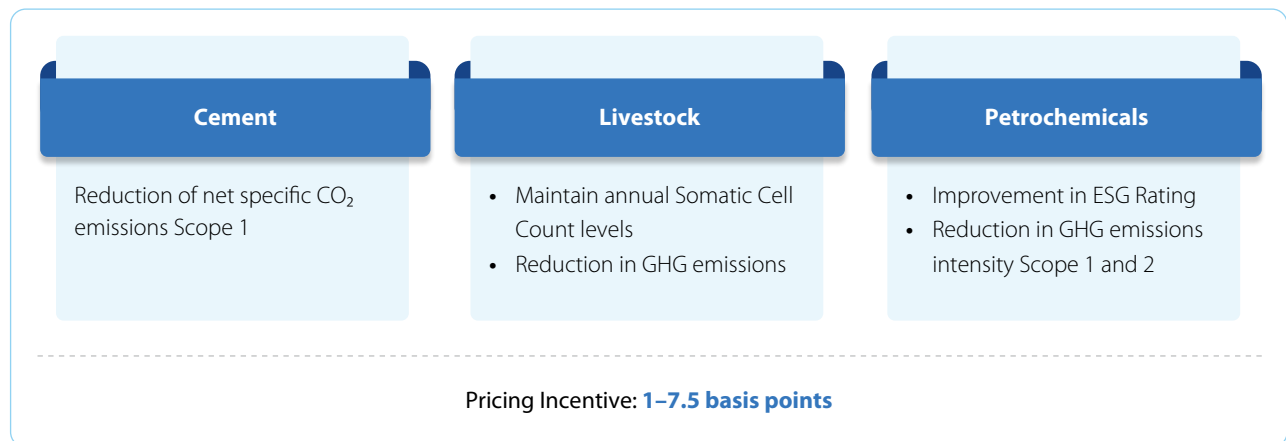 Cement
Reduction of net specific CO₂
emissions Scope 1
Livestock
• Maintain annual Somatic Cell
Count levels
• Reduction in GHG emissions
Petrochemicals
• Improvement in ESG Rating
• Reduction in GHG emissions
intensity Scope 1 and 2
Pricing Incentive: 1–7.5 basis points